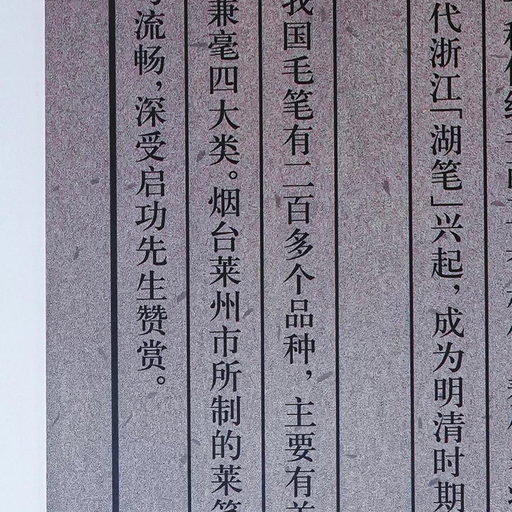 代浙江「湖笔」兴起，成为明清时期
我国毛笔有二百多个品种，主要有
兼毫四大类。烟台莱州市所制的莱笔
流畅，深受启功先生赞赏。